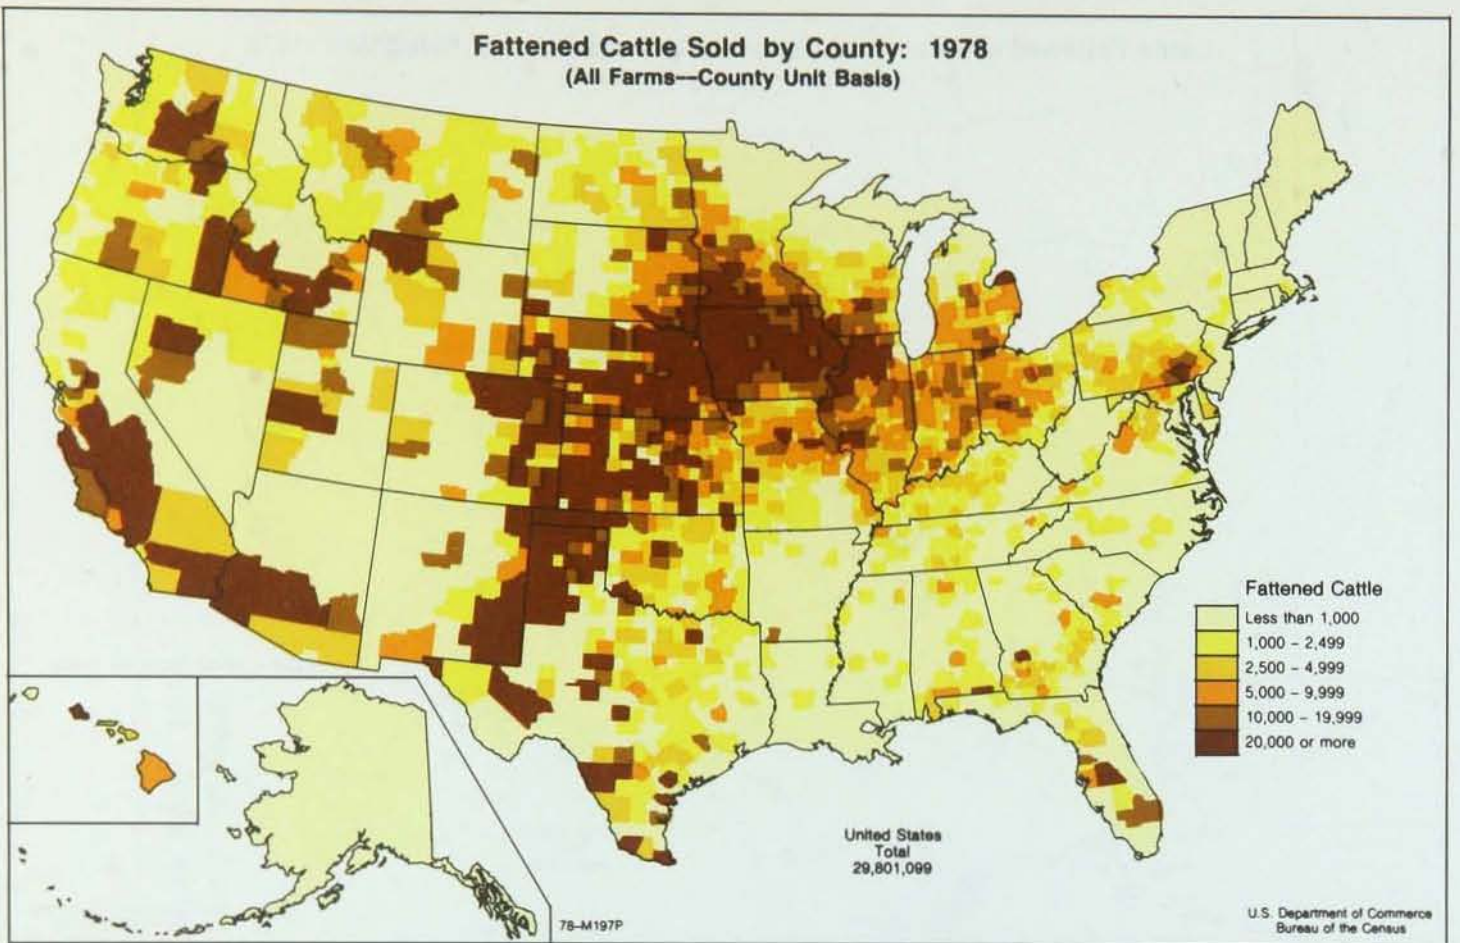 Fattened Cattle Sold by County: 1978
(All Farms—County Unit Basis)
Fattened Cattle
Less than 1,000
1,000 - 2,499
2,500 - 4,999
5,000 - 9,999
10,000 - 19,999
20,000 or more
United States
Total
29,801,099
78-M197P
U.S. Department of Commerce
Bureau of the Census